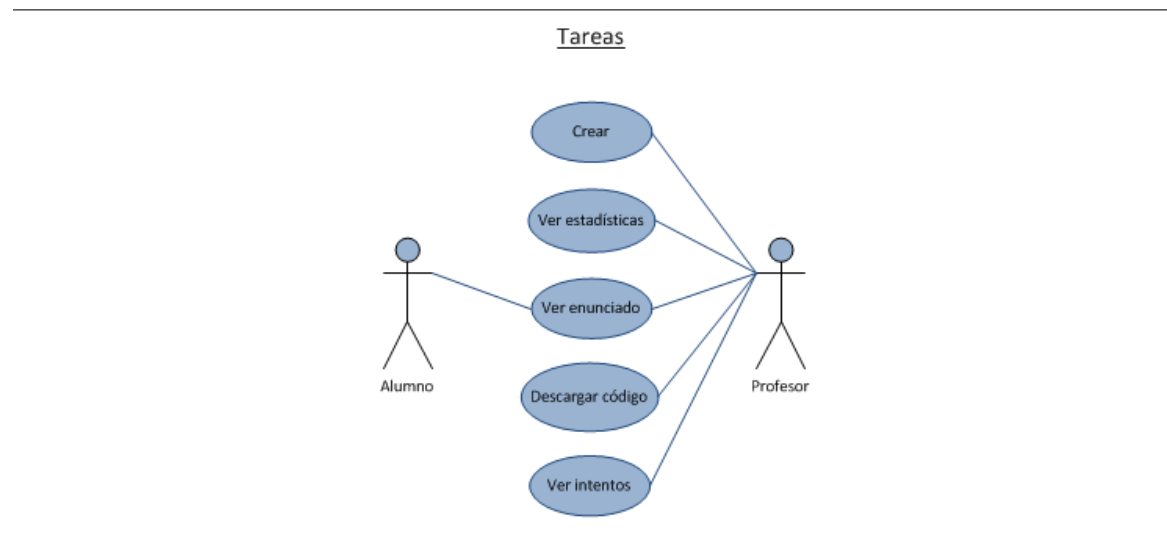 Tareas
Crear
Ver estadísticas
Ver enunciado
Alumno
Profesor
Descargar código
Ver intentos